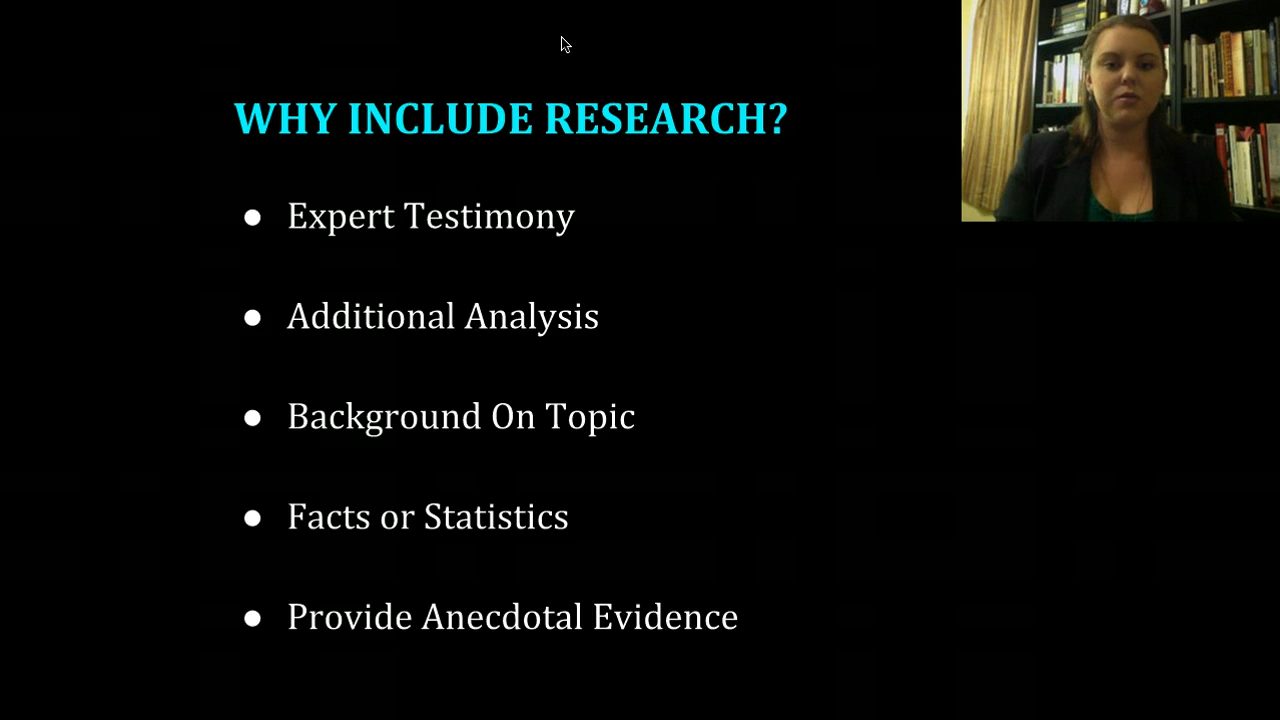 WHY INCLUDE RESEARCH?
● Expert Testimony
● Additional Analysis
● Background On Topic
● Facts or Statistics
● Provide Anecdotal Evidence